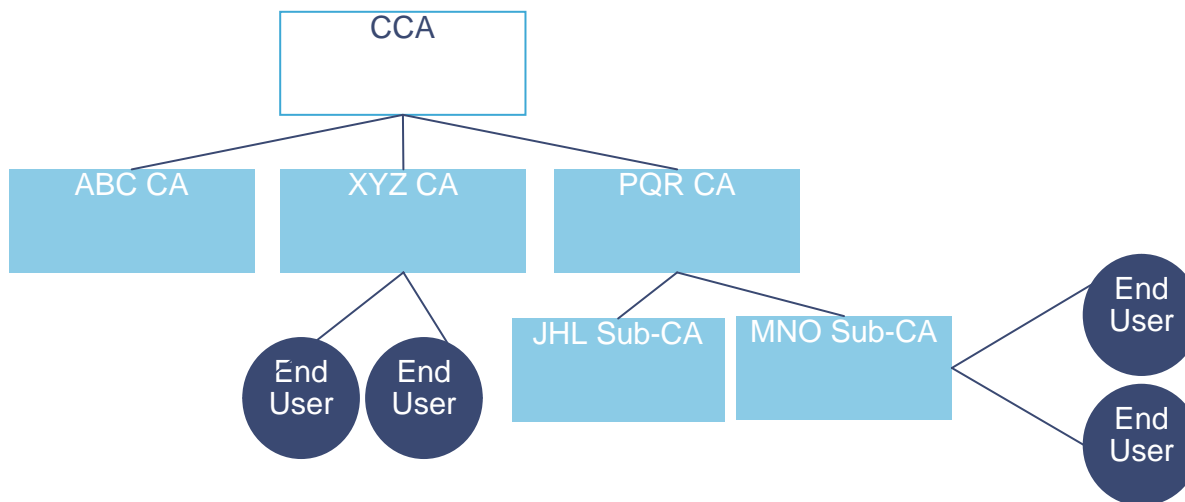 CCA
ABC CA
XYZ CA
PQR CA
JHL Sub-CA
MNO Sub-CA
End
User
End
User
End
User
End
User